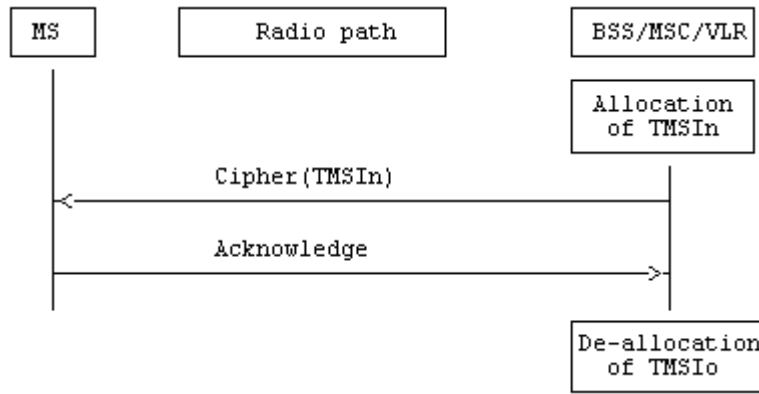 MS
Radio path
BSS/MSC/VLR
Allocation
of TMSIn
Cipher(TMSIn)
Acknowledge
De-allocation
of TMSIo